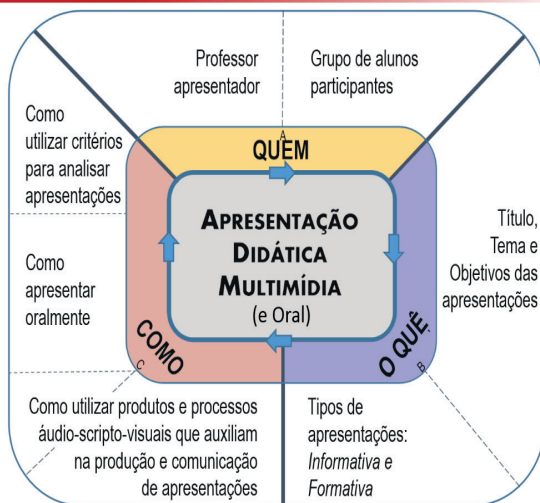 Professor
apresentador
Grupo de alunos
participantes
Como
utilizar critérios
para analisar
apresentações
A
QUEM
APRESENTAÇÃO
DIDÁTICA
MULTIMÍDIA
(e Oral)
Título,
Tema e
Objetivos das
apresentações
Como
apresentar
oralmente
COMO
C
O QUÊ
B
Como utilizar produtos e processos
áudio-scripto-visuais que auxiliam
na produção e comunicação
de apresentações
Tipos de
apresentações:
Informativa e
Formativa